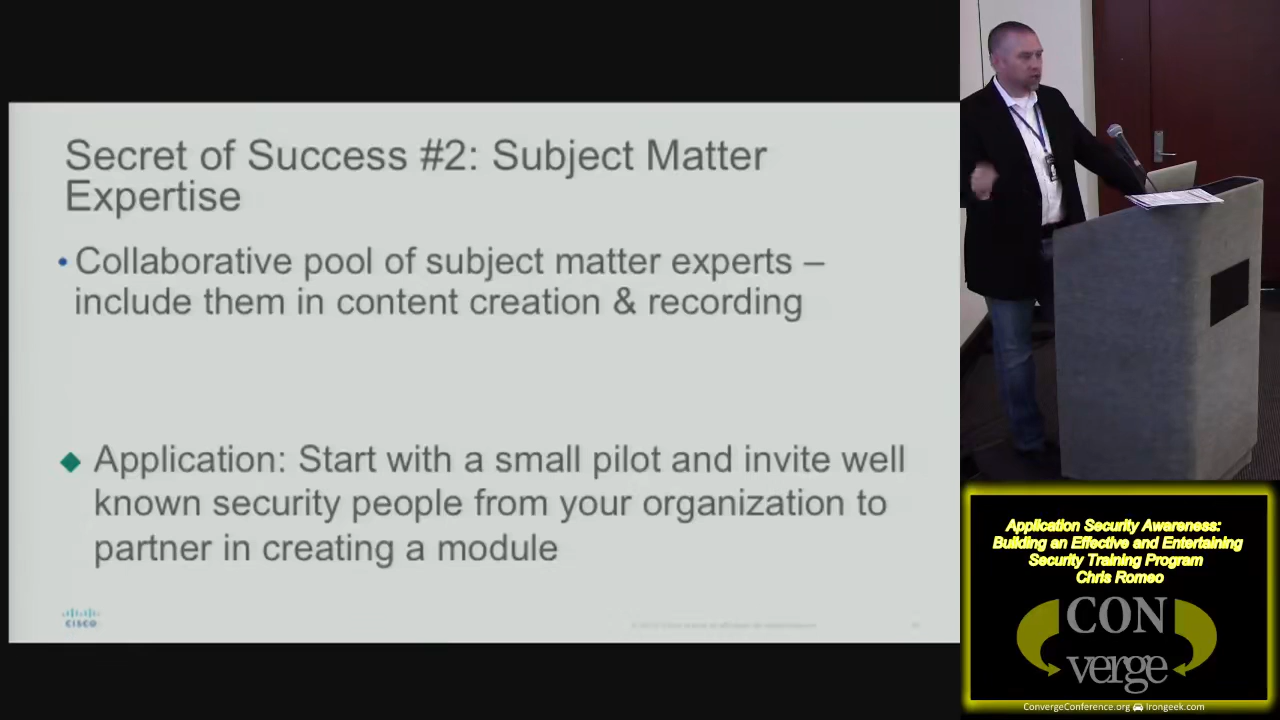 Secret of Success #2: Subject Matter
Expertise
• Collaborative pool of subject matter experts –
include them in content creation & recording
◆ Application: Start with a small pilot and invite well
known security people from your organization to
partner in creating a module
CISCO
Application Security Awareness:
Building an Effective and Entertaining
Security Training Program
Chris Romeo
CON
verge
ConvergeConference.org Irongeek.com